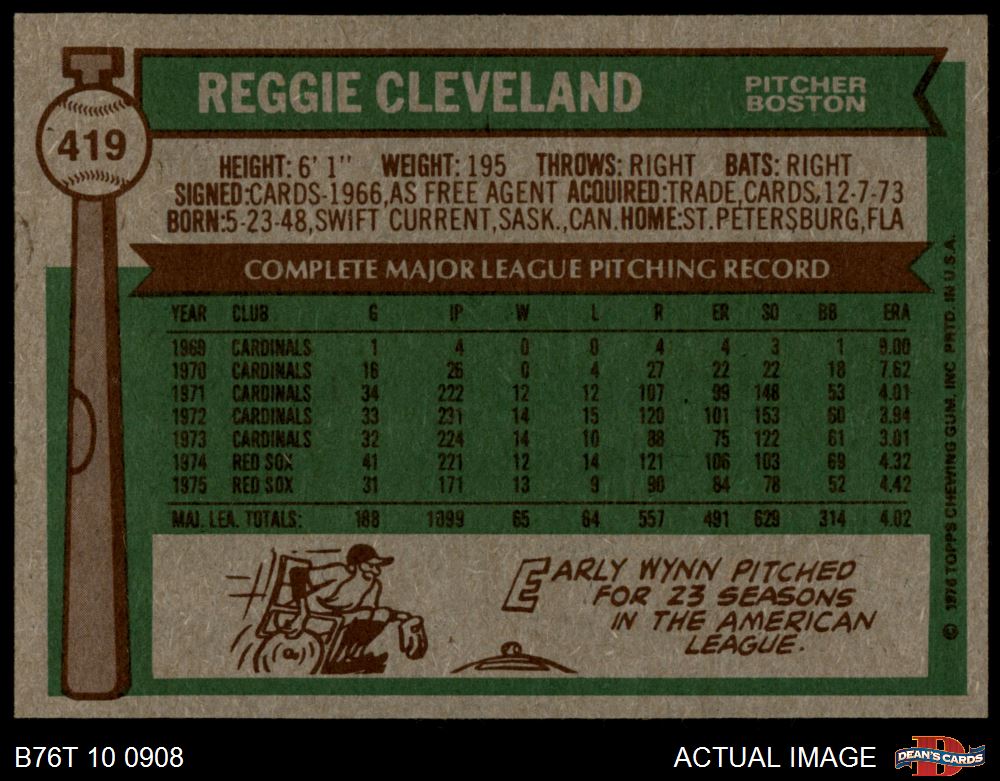 REGGIE CLEVELAND
PITCHER
BOSTON
419
HEIGHT: 6' 1" WEIGHT: 195 THROWS: RIGHT BATS: RIGHT
SIGNED:CARDS-1966,AS FREE AGENT ACQUIRED:TRADE,CARDS,12-7-73
BORN:5-23-48,SWIFT CURRENT,SASK.,CAN.HOME:ST.PETERSBURG,FLA
COMPLETE MAJOR LEAGUE PITCHING RECORD
YEAR CLUB G IP W L R ER SO BB ERA
1969 CARDINALS 1 4 0 0 4 4 3 1 9.00
1970 CARDINALS 16 26 0 4 27 22 22 18 7.62
1971 CARDINALS 34 222 12 12 107 99 148 53 4.01
1972 CARDINALS 33 231 14 15 120 101 153 60 3.94
1973 CARDINALS 32 224 14 10 88 75 122 61 3.01
1974 RED SOX 41 221 12 14 121 106 103 69 4.32
1975 RED SOX 31 171 13 9 90 84 78 52 4.42
MAJ. LEA. TOTALS: 188 1099 65 64 557 491 629 314 4.02
EARLY WYNN PITCHED
FOR 23 SEASONS
IN THE AMERICAN
LEAGUE.
© 1976 TOPPS CHEWING GUM, INC PRTD. IN U.S.A.
B76T 10 0908
ACTUAL IMAGE
D
DEAN'S CARDS